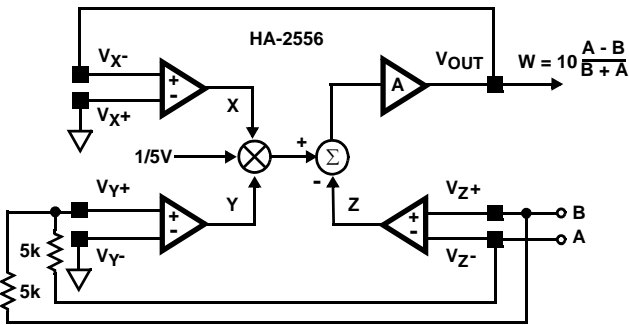 HA-2556
VX-
+
-
VX+
X
1/5V
VY+
+
-
VY-
Y
5k
5k
+
Σ
-
Z
A
VOUT
W = 10 A - B / B + A
VZ+
+
-
VZ-
B
A